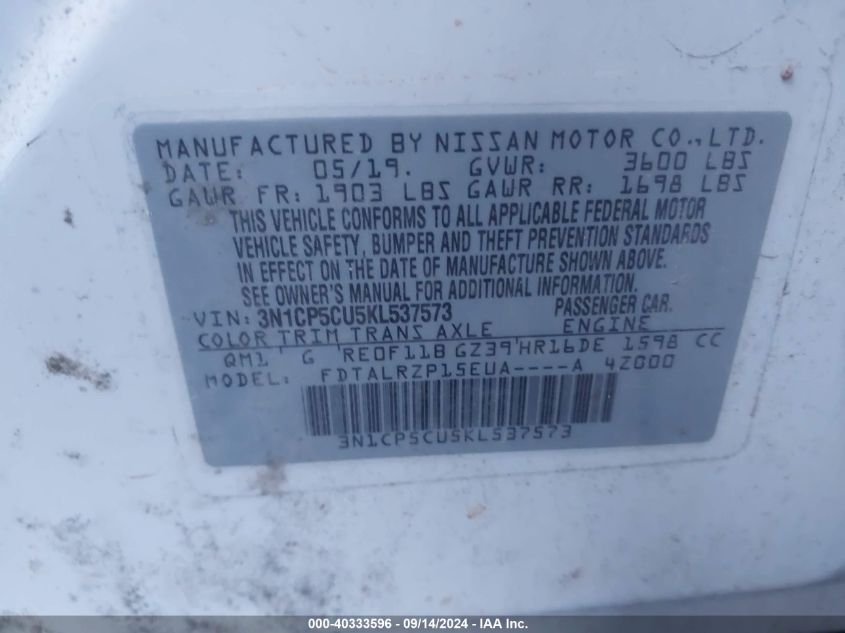 MANUFACTURED BY NISSAN MOTOR CO., LTD.
DATE: 05/19. GVWR: 3600 LBS
GAWR FR: 1903 LBS GAWR RR: 1698 LBS
THIS VEHICLE CONFORMS TO ALL APPLICABLE FEDERAL MOTOR
VEHICLE SAFETY, BUMPER AND THEFT PREVENTION STANDARDS
IN EFFECT ON THE DATE OF MANUFACTURE SHOWN ABOVE.
SEE OWNER'S MANUAL FOR ADDITIONAL INFORMATION.
VIN: 3N1CP5CU5KL537573 PASSENGER CAR.
COLOR TRIM TRANS AXLE ENGINE
QM1 G RE0F11B GZ39 HR16DE 1598 CC
MODEL: FDTALRZP15EUA----A 4Z000
3N1CP5CU5KL537573
000-40333596 - 09/14/2024 - IAA Inc.